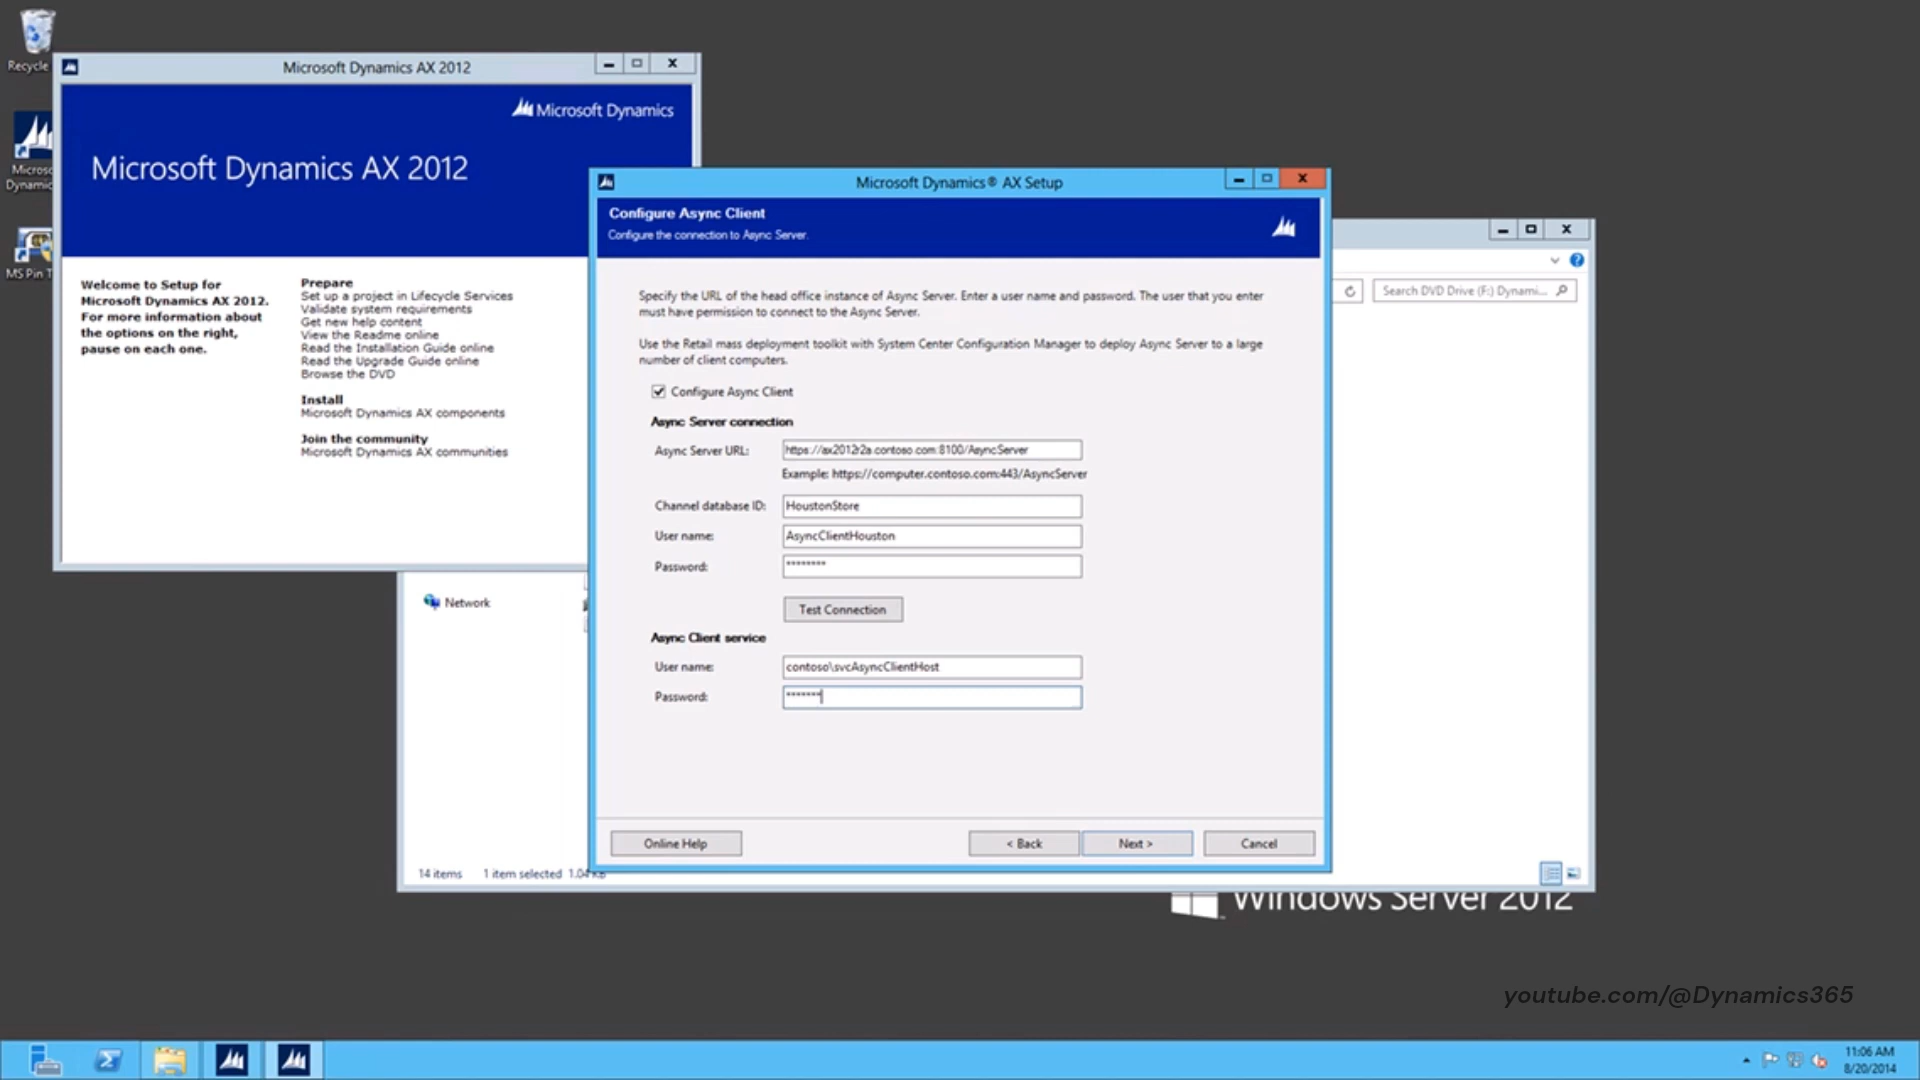 Recycle
Microsoft Dynamics AX 2012
Microsoft Dynamics
Microsoft Dynamics AX 2012
Welcome to Setup for
Microsoft Dynamics AX 2012.
For more information about
the options on the right,
pause on each one.
Prepare
Set up a project in Lifecycle Services
Validate system requirements
Get new help content
View the Readme online
Read the Installation Guide online
Read the Upgrade Guide online
Browse the DVD
Install
Microsoft Dynamics AX components
Join the community
Microsoft Dynamics AX communities
Micros
Dynamic
MS Pin T
Microsoft Dynamics® AX Setup
Configure Async Client
Configure the connection to Async Server.
Specify the URL of the head office instance of Async Server. Enter a user name and password. The user that you enter
must have permission to connect to the Async Server.
Use the Retail mass deployment toolkit with System Center Configuration Manager to deploy Async Server to a large
number of client computers.
Configure Async Client
Async Server connection
Async Server URL: https://ax2012r2a.contoso.com:8100/AsyncServer
Example: https://computer.contoso.com:443/AsyncServer
Channel database ID: HoustonStore
User name: AsyncClientHouston
Password: ********
Test Connection
Async Client service
User name: contoso\svcAsyncClientHost
Password: *******
Online Help
< Back
Next >
Cancel
Search DVD Drive (F:) Dynami...
Network
14 items 1 item selected 1.04 KB
Windows Server 2012
youtube.com/@Dynamics365
11:06 AM
8/20/2014